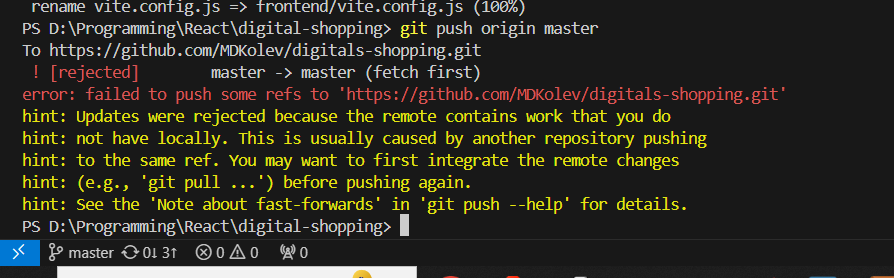 rename vite.config.js => frontend/vite.config.js (100%)
PS D:\Programming\React\digital-shopping> git push origin master
To https://github.com/MDKolev/digitals-shopping.git
! [rejected]        master -> master (fetch first)
error: failed to push some refs to 'https://github.com/MDKolev/digitals-shopping.git'
hint: Updates were rejected because the remote contains work that you do
hint: not have locally. This is usually caused by another repository pushing
hint: to the same ref. You may want to first integrate the remote changes
hint: (e.g., 'git pull ...') before pushing again.
hint: See the 'Note about fast-forwards' in 'git push --help' for details.
PS D:\Programming\React\digital-shopping>
master 0↓ 3↑ 0 0 0